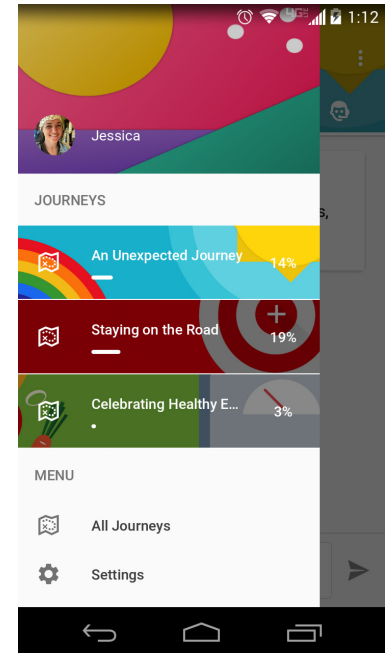 4G
1:12
Jessica
JOURNEYS
An Unexpected Journey
14%
s,
Staying on the Road
19%
Celebrating Healthy E...
3%
MENU
All Journeys
Settings